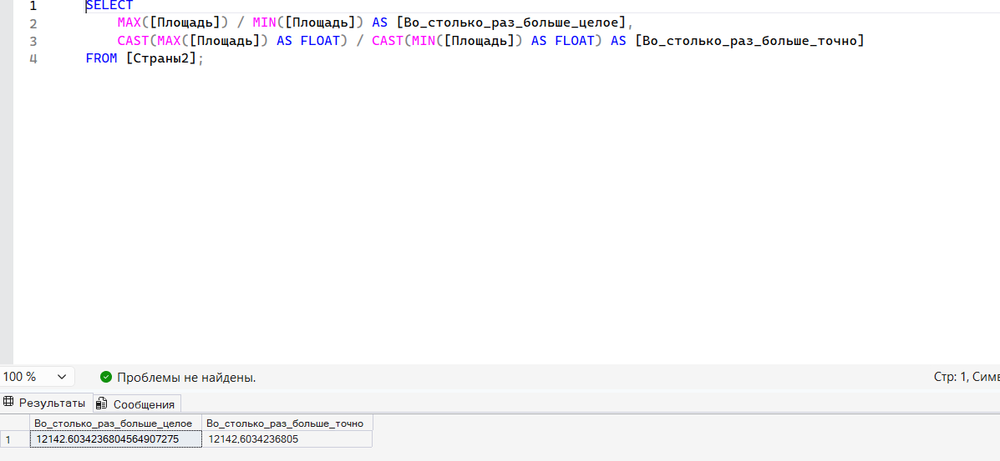 1 SELECT
2 MAX([Площадь]) / MIN([Площадь]) AS [Во_столько_раз_больше_целое],
3 CAST(MAX([Площадь]) AS FLOAT) / CAST(MIN([Площадь]) AS FLOAT) AS [Во_столько_раз_больше_точно]
4 FROM [Страны2];
100 % Проблемы не найдены. Стр: 1, Симв
Результаты Сообщения
Во_столько_раз_больше_целое Во_столько_раз_больше_точно
1 12142.6034236804564907275 12142,6034236805